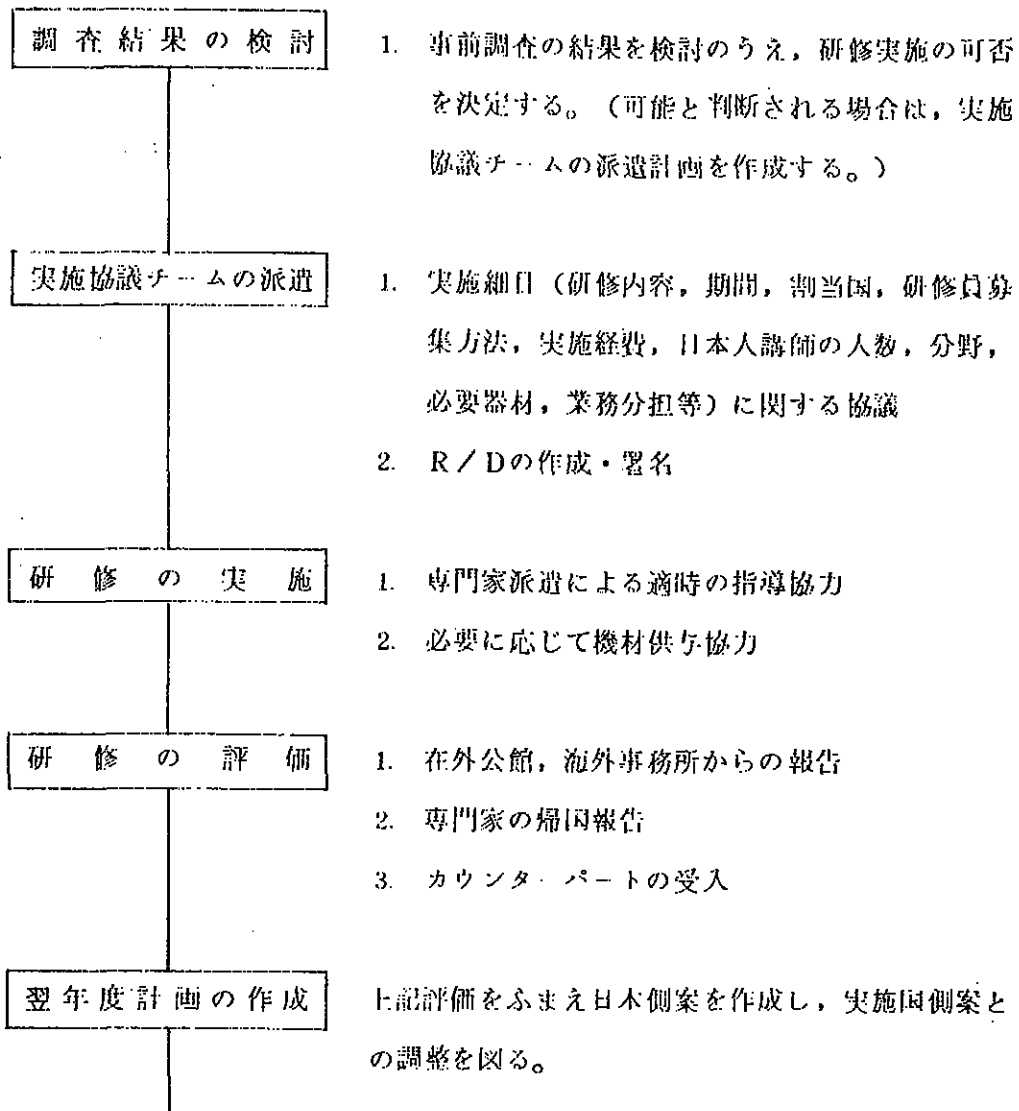 調査結果の検討
1. 事前調査の結果を検討のうえ，研修実施の可否
を決定する。（可能と判断される場合は，実施
協議チームの派遣計画を作成する。）
実施協議チームの派遣
1. 実施細目（研修内容，期間，割当国，研修員募
集方法，実施経費，日本人講師の人数，分野，
必要器材，業務分担等）に関する協議
2. R／Dの作成・署名
研修の実施
1. 専門家派遣による適時の指導協力
2. 必要に応じて機材供与協力
研修の評価
1. 在外公館，海外事務所からの報告
2. 専門家の帰国報告
3. カウンターパートの受入
翌年度計画の作成
上記評価をふまえ日本側案を作成し，実施国側案と
の調整を図る。